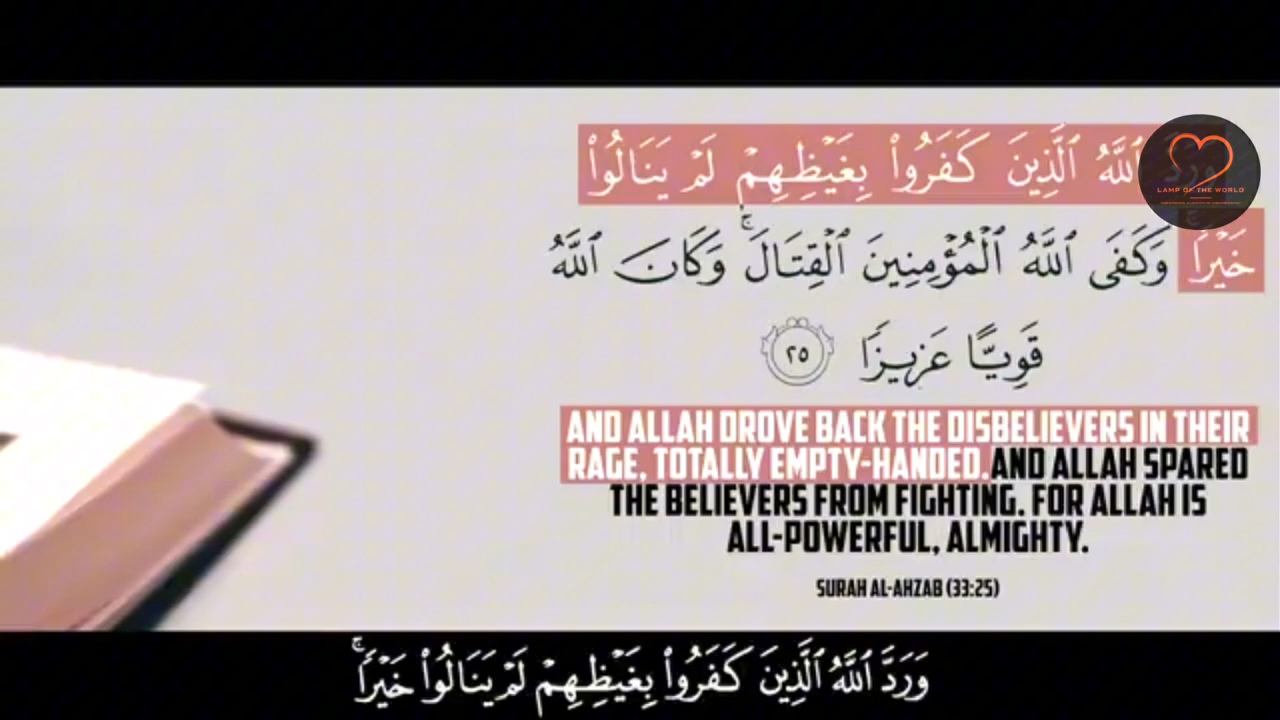 وَرَدَّ ٱللَّهُ ٱلَّذِينَ كَفَرُوا۟ بِغَيْظِهِمْ لَمْ يَنَالُوا۟
خَيْرًا ۚ وَكَفَى ٱللَّهُ ٱلْمُؤْمِنِينَ ٱلْقِتَالَ ۚ وَكَانَ ٱللَّهُ
قَوِيًّا عَزِيزًا ٢٥
LAMP OF THE WORLD
AND ALLAH DROVE BACK THE DISBELIEVERS IN THEIR
RAGE, TOTALLY EMPTY-HANDED.AND ALLAH SPARED
THE BELIEVERS FROM FIGHTING. FOR ALLAH IS
ALL-POWERFUL, ALMIGHTY.
SURAH AL-AHZAB (33:25)
وَرَدَّ ٱللَّهُ ٱلَّذِينَ كَفَرُوا۟ بِغَيْظِهِمْ لَمْ يَنَالُوا۟ خَيْرًا ۚ